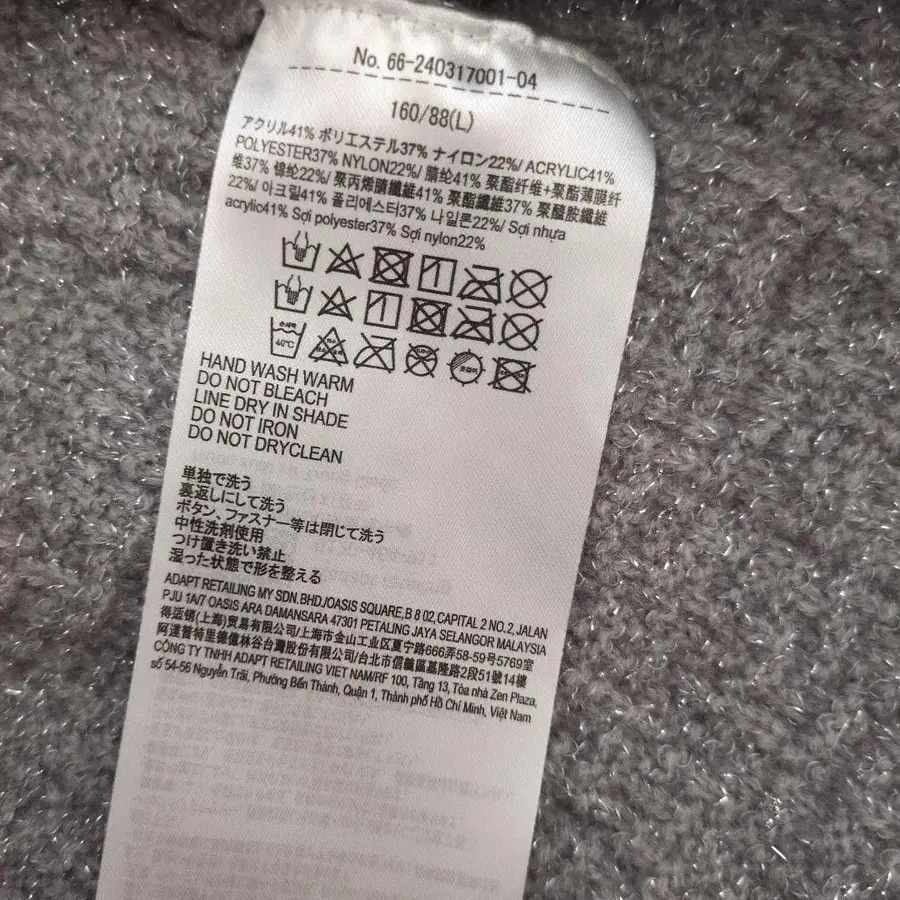 No. 66-240317001-04
160/88(L)
アクリル41% ポリエステル37% ナイロン22%/ ACRYLIC41%
POLYESTER37% NYLON22%/ 腈纶41% 聚酯纤维+聚酯薄膜纤
维37% 锦纶22%/ 聚丙烯腈纖維41% 聚酯纖維37% 聚醯胺纖維
22%/ 아크릴41% 폴리에스터37% 나일론22%/ Sợi nhựa
acrylic41% Sợi polyester37% Sợi nylon22%
손세탁
40°C
HAND WASH WARM
DO NOT BLEACH
LINE DRY IN SHADE
DO NOT IRON
DO NOT DRYCLEAN
単独で洗う
裏返しにして洗う
ボタン、ファスナー等は閉じて洗う
中性洗剤使用
つけ置き洗い禁止
湿った状態で形を整える
ADAPT RETAILING MY SDN.BHD./OASIS SQUARE,B 8 02, CAPITAL 2 NO.2, JALAN
PJU 1A/7 OASIS ARA DAMANSARA 47301 PETALING JAYA SELANGOR MALAYSIA
得适销(上海)贸易有限公司/上海市金山工业区夏宁路666弄58-59号5769室
阿達普特里德億林谷台灣股份有限公司/台北市信義區基隆路2段51號14樓
CÔNG TY TNHH ADAPT RETAILING VIET NAM/RF 100, Tầng 13, Tòa nhà Zen Plaza,
số 54-56 Nguyễn Trãi, Phường Bến Thành, Quận 1, Thành phố Hồ Chí Minh, Việt Nam